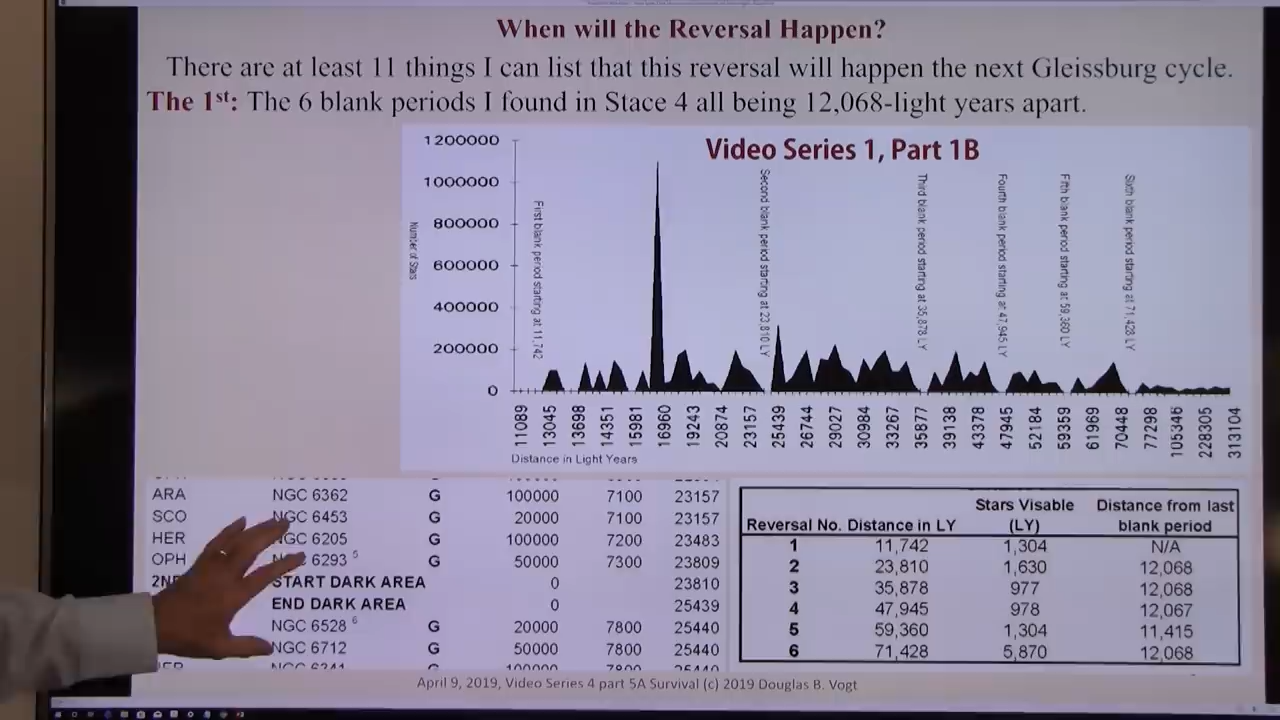 When will the Reversal Happen?
There are at least 11 things I can list that this reversal will happen the next Gleissburg cycle.
The 1st: The 6 blank periods I found in Stace 4 all being 12,068-light years apart.
Video Series 1, Part 1B
1200000
1000000
800000
600000
400000
200000
0
Number of Stars
First blank period starting at 11,742
Second blank period starting at 23,810 LY
Third blank period starting at 35,878 LY
Fourth blank period starting at 47,945 LY
Fifth blank period starting at 59,360 LY
Sixth blank period starting at 71,428 LY
11089 13045 13698 14351 15981 16960 19243 20874 23157 25439 26744 29027 30984 33267 35877 39138 43378 47945 52184 59359 61969 70448 77298 105346 228305 313104
Distance in Light Years
ARA NGC 6362 G 100000 7100 23157
SCO NGC 6453 G 20000 7100 23157
HER NGC 6205 G 100000 7200 23483
OPH NGC 6293 5 G 50000 7300 23809
START DARK AREA 0 23810
END DARK AREA 0 25439
NGC 6528 6 G 20000 7800 25440
NGC 6712 G 50000 7800 25440
Reversal No. Distance in LY Stars Visable (LY) Distance from last blank period
1 11,742 1,304 N/A
2 23,810 1,630 12,068
3 35,878 977 12,068
4 47,945 978 12,067
5 59,360 1,304 11,415
6 71,428 5,870 12,068
April 9, 2019, Video Series 4 part 5A Survival (c) 2019 Douglas B. Vogt